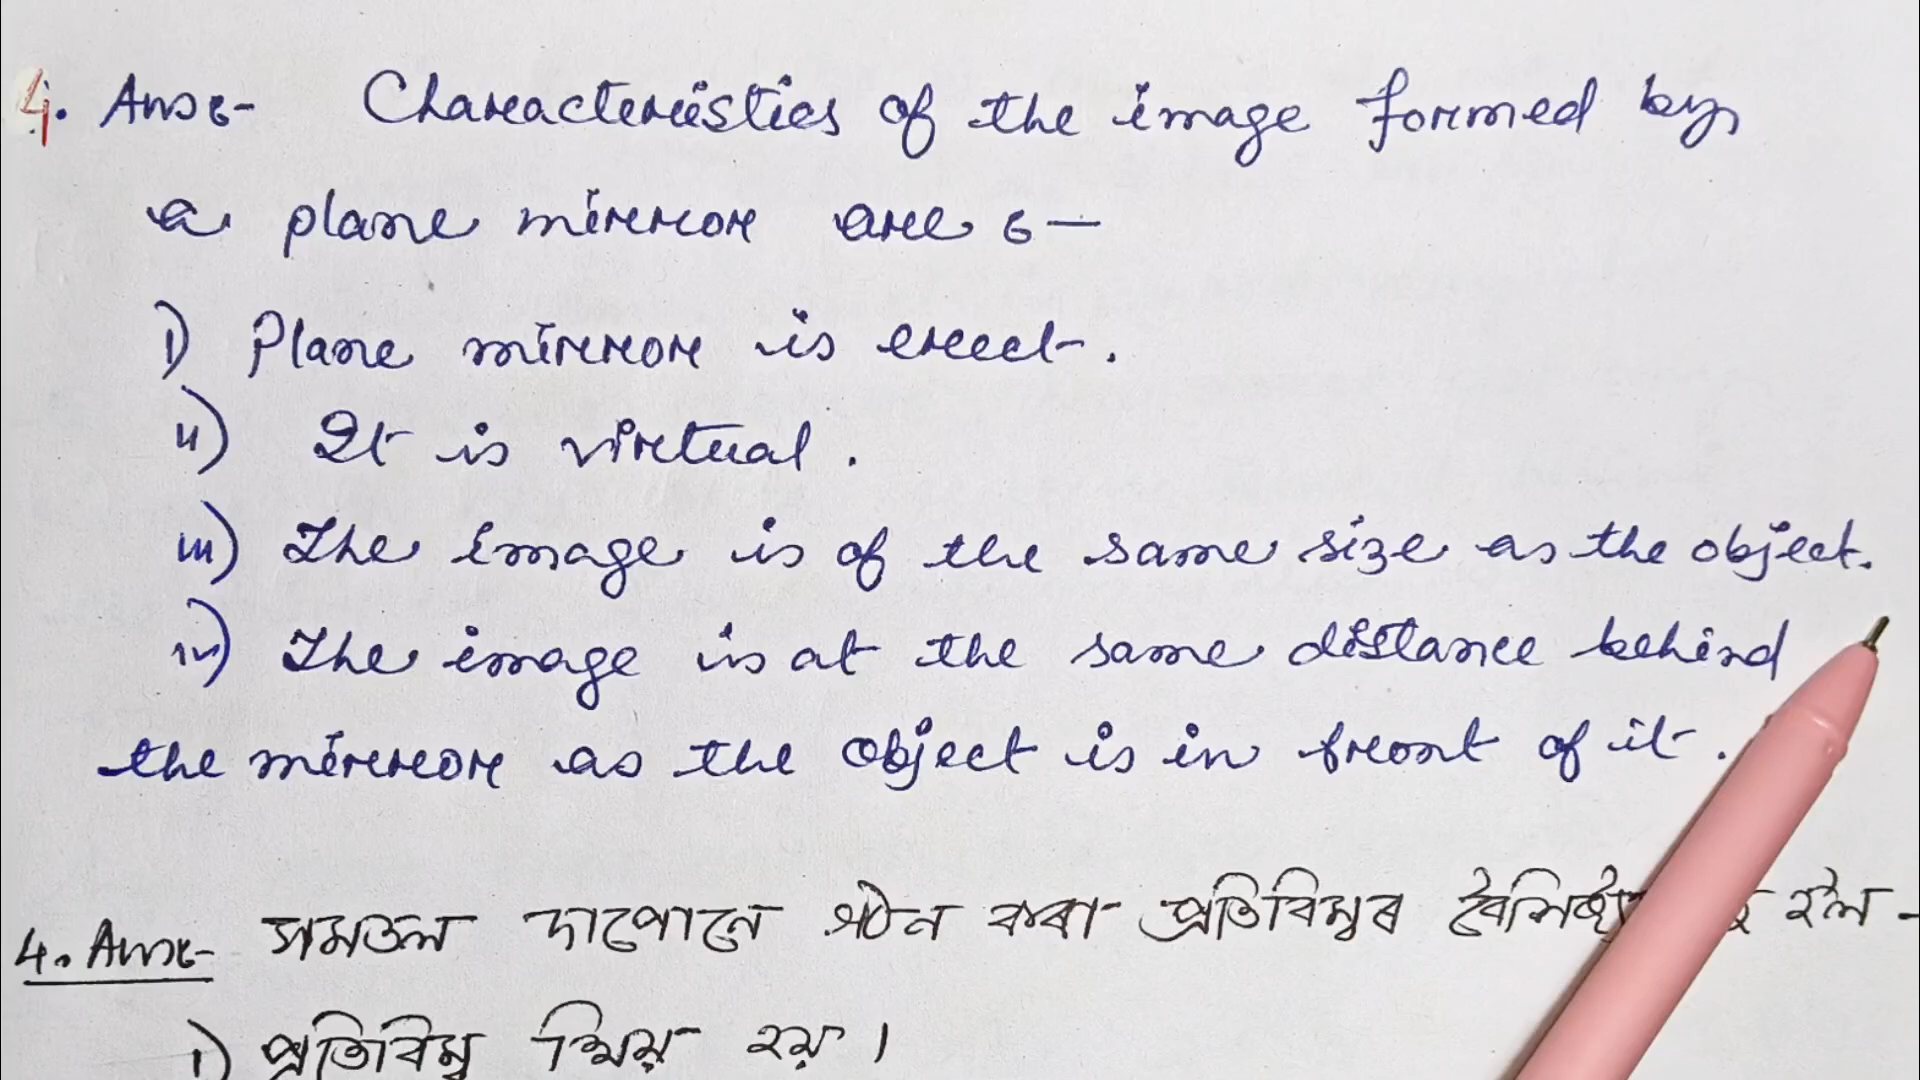 4. Ans:- Characteristics of the image formed by
a plane mirror are :-
i) Plane mirror is erect.
ii) It is virtual.
iii) The image is of the same size as the object.
iv) The image is at the same distance behind
the mirror as the object is in front of it.
4. Ans:- সমতল দাপোনে গঠন কৰা প্ৰতিবিম্বৰ হ'ল -
i) প্ৰতিবিম্ব থিয় হয়।